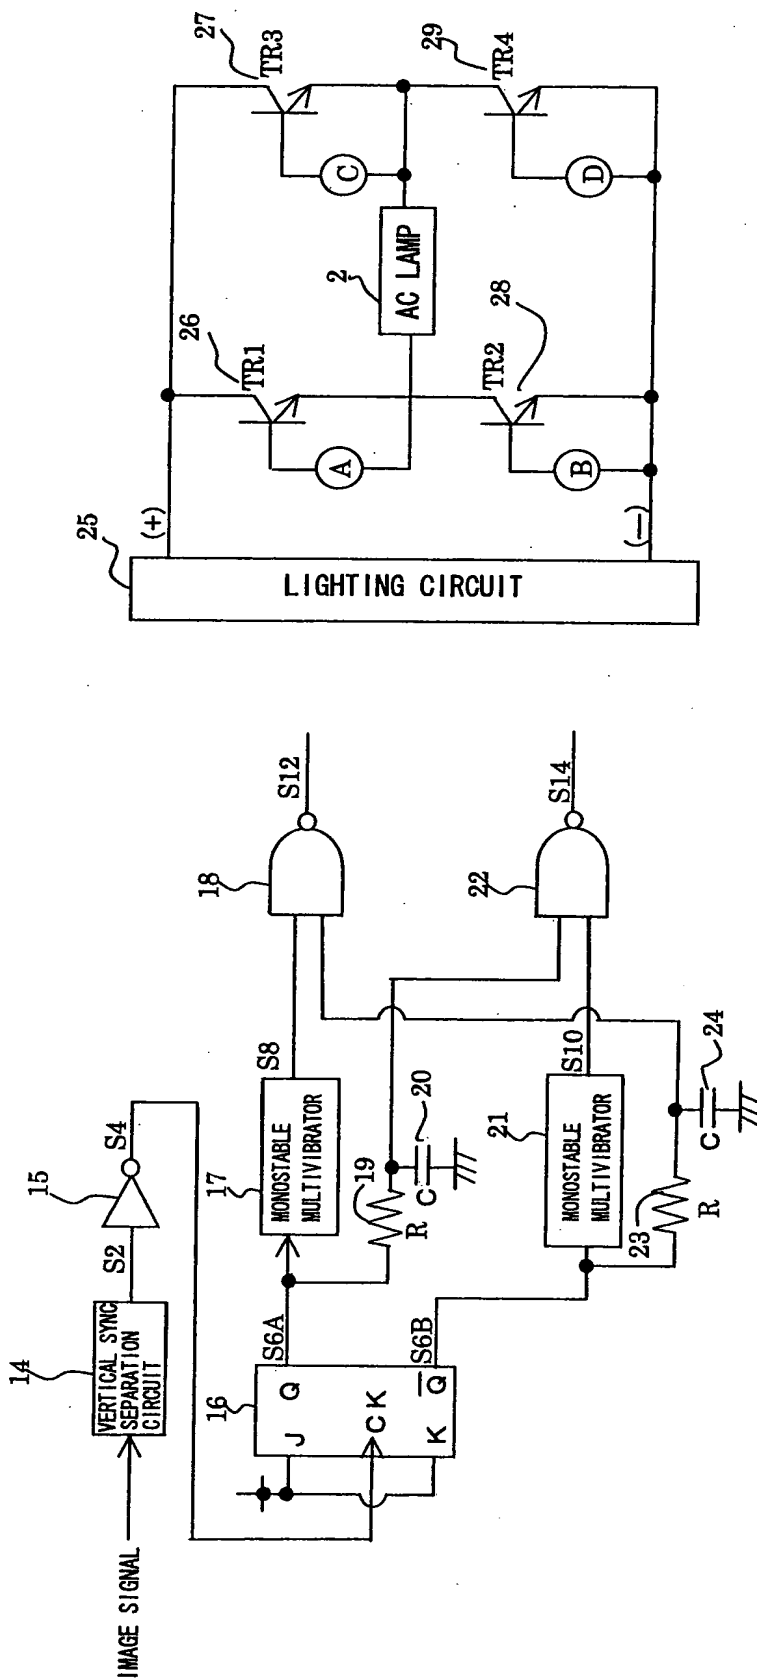 IMAGE SIGNAL
14
VERTICAL SYNC
SEPARATION
CIRCUIT
S2
15
S4
16
J
Q
CK
K
Q̅
S6A
S6B
17
MONOSTABLE
MULTIVIBRATOR
S8
19
R
20
C
18
S12
21
MONOSTABLE
MULTIVIBRATOR
S10
23
R
24
C
22
S14
25
LIGHTING CIRCUIT
(+)
(—)
26
TR1
A
27
TR3
C
2
AC LAMP
28
TR2
B
29
TR4
D